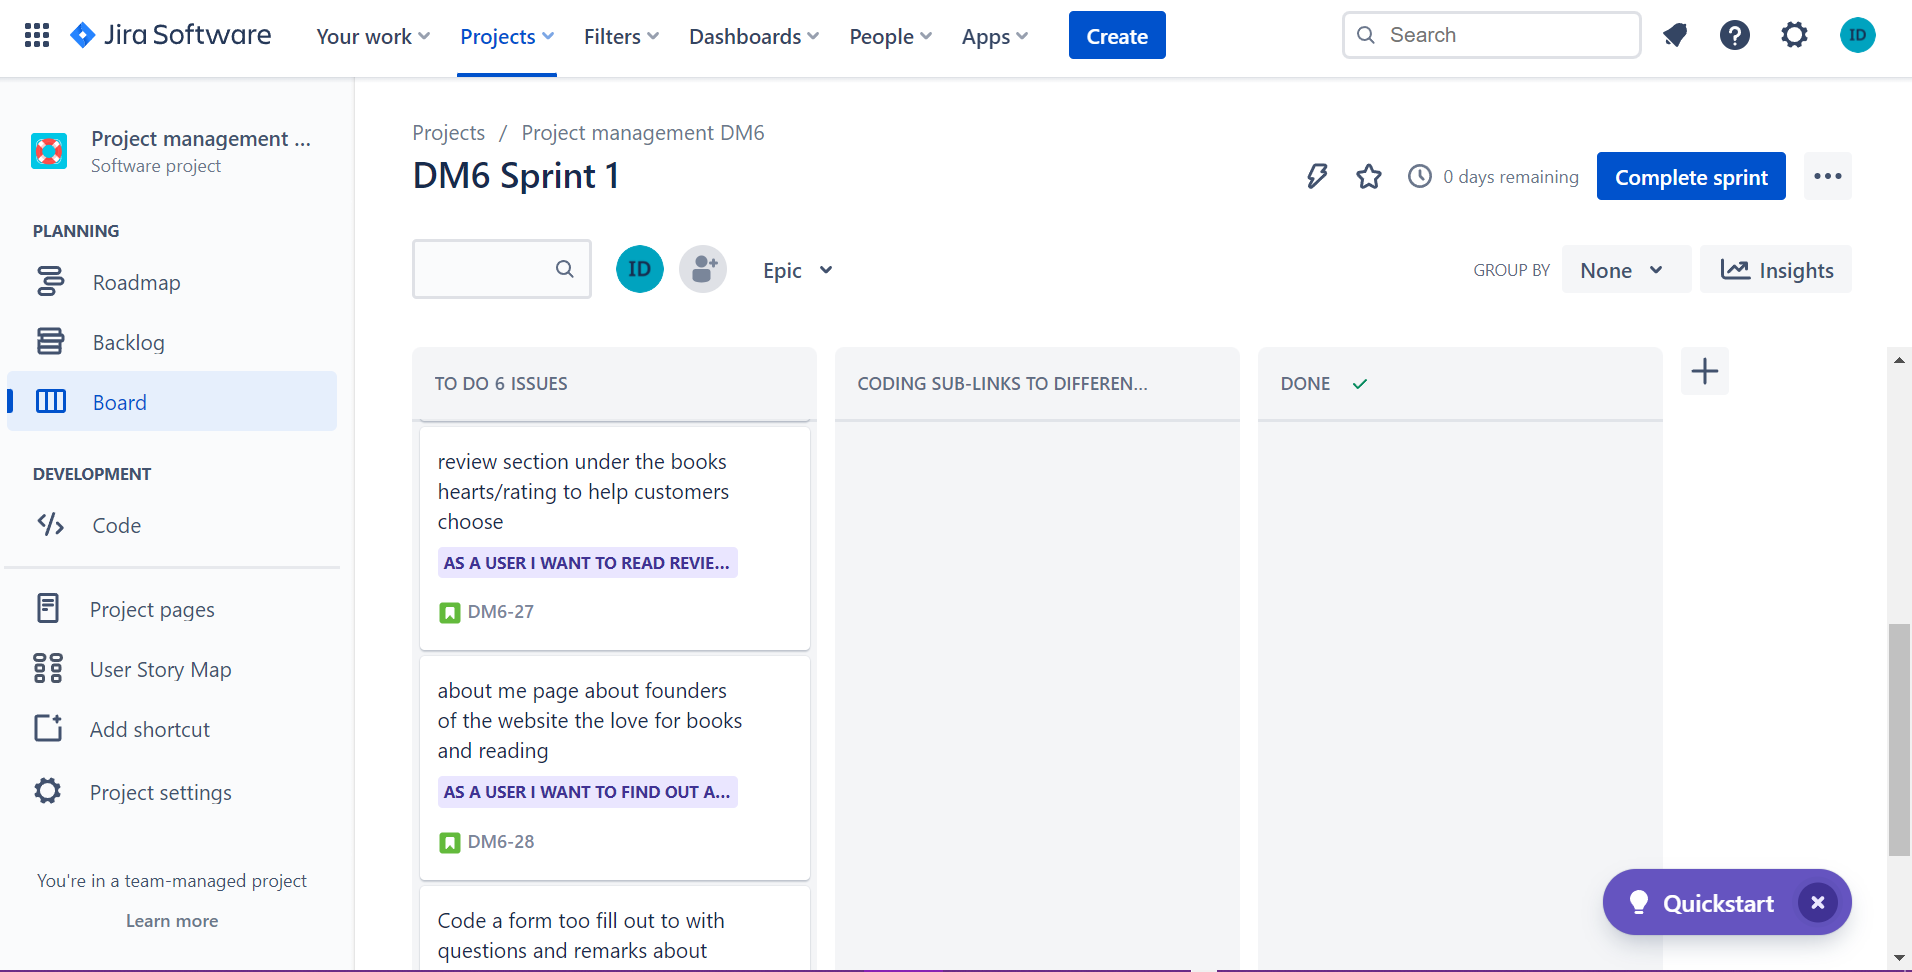 Jira Software
Your work
Projects
Filters
Dashboards
People
Apps
Create
Search
ID
Project management ...
Software project
PLANNING
Roadmap
Backlog
Board
DEVELOPMENT
Code
Project pages
User Story Map
Add shortcut
Project settings
You're in a team-managed project
Learn more
Projects / Project management DM6
DM6 Sprint 1
0 days remaining
Complete sprint
ID
Epic
GROUP BY
None
Insights
TO DO 6 ISSUES
review section under the books
hearts/rating to help customers
choose
AS A USER I WANT TO READ REVIE...
DM6-27
about me page about founders
of the website the love for books
and reading
AS A USER I WANT TO FIND OUT A...
DM6-28
Code a form too fill out to with
questions and remarks about
CODING SUB-LINKS TO DIFFEREN...
DONE
Quickstart